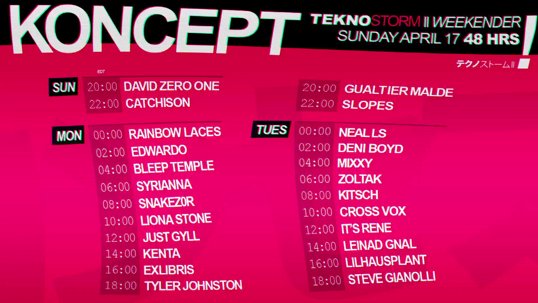 KONCEPT
TEKNOSTORM II WEEKENDER
SUNDAY APRIL 17 48 HRS!
テクノストームII
EDT
SUN 20:00 DAVID ZERO ONE
22:00 CATCHISON
MON 00:00 RAINBOW LACES
02:00 EDWARDO
04:00 BLEEP TEMPLE
06:00 SYRIANNA
08:00 SNAKEZ0R
10:00 LIONA STONE
12:00 JUST GYLL
14:00 KENTA
16:00 EXLIBRIS
18:00 TYLER JOHNSTON
20:00 GUALTIER MALDE
22:00 SLOPES
TUES 00:00 NEAL LS
02:00 DENI BOYD
04:00 MIXXY
06:00 ZOLTAK
08:00 KITSCH
10:00 CROSS VOX
12:00 IT'S RENE
14:00 LEINAD GNAL
16:00 LILHAUSPLANT
18:00 STEVE GIANOLLI